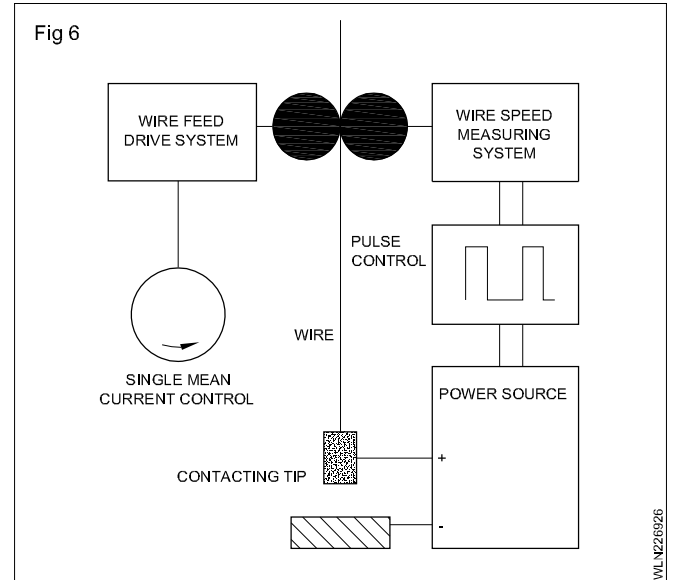 Fig 6
WIRE FEED
DRIVE SYSTEM
WIRE SPEED
MEASURING
SYSTEM
PULSE
CONTROL
WIRE
SINGLE MEAN
CURRENT CONTROL
POWER SOURCE
+
CONTACTING TIP
-
WLN226926